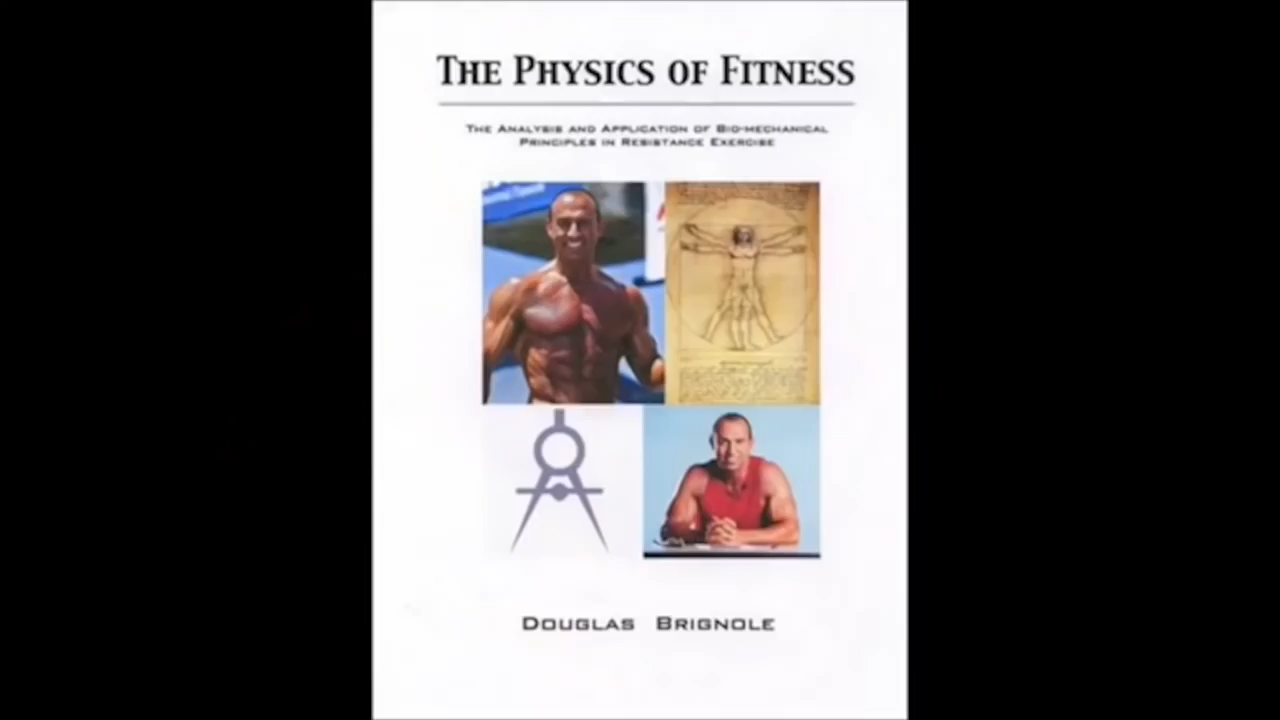 THE PHYSICS OF FITNESS
THE ANALYSIS AND APPLICATION OF BIO-MECHANICAL
PRINCIPLES IN RESISTANCE EXERCISE
DOUGLAS BRIGNOLE